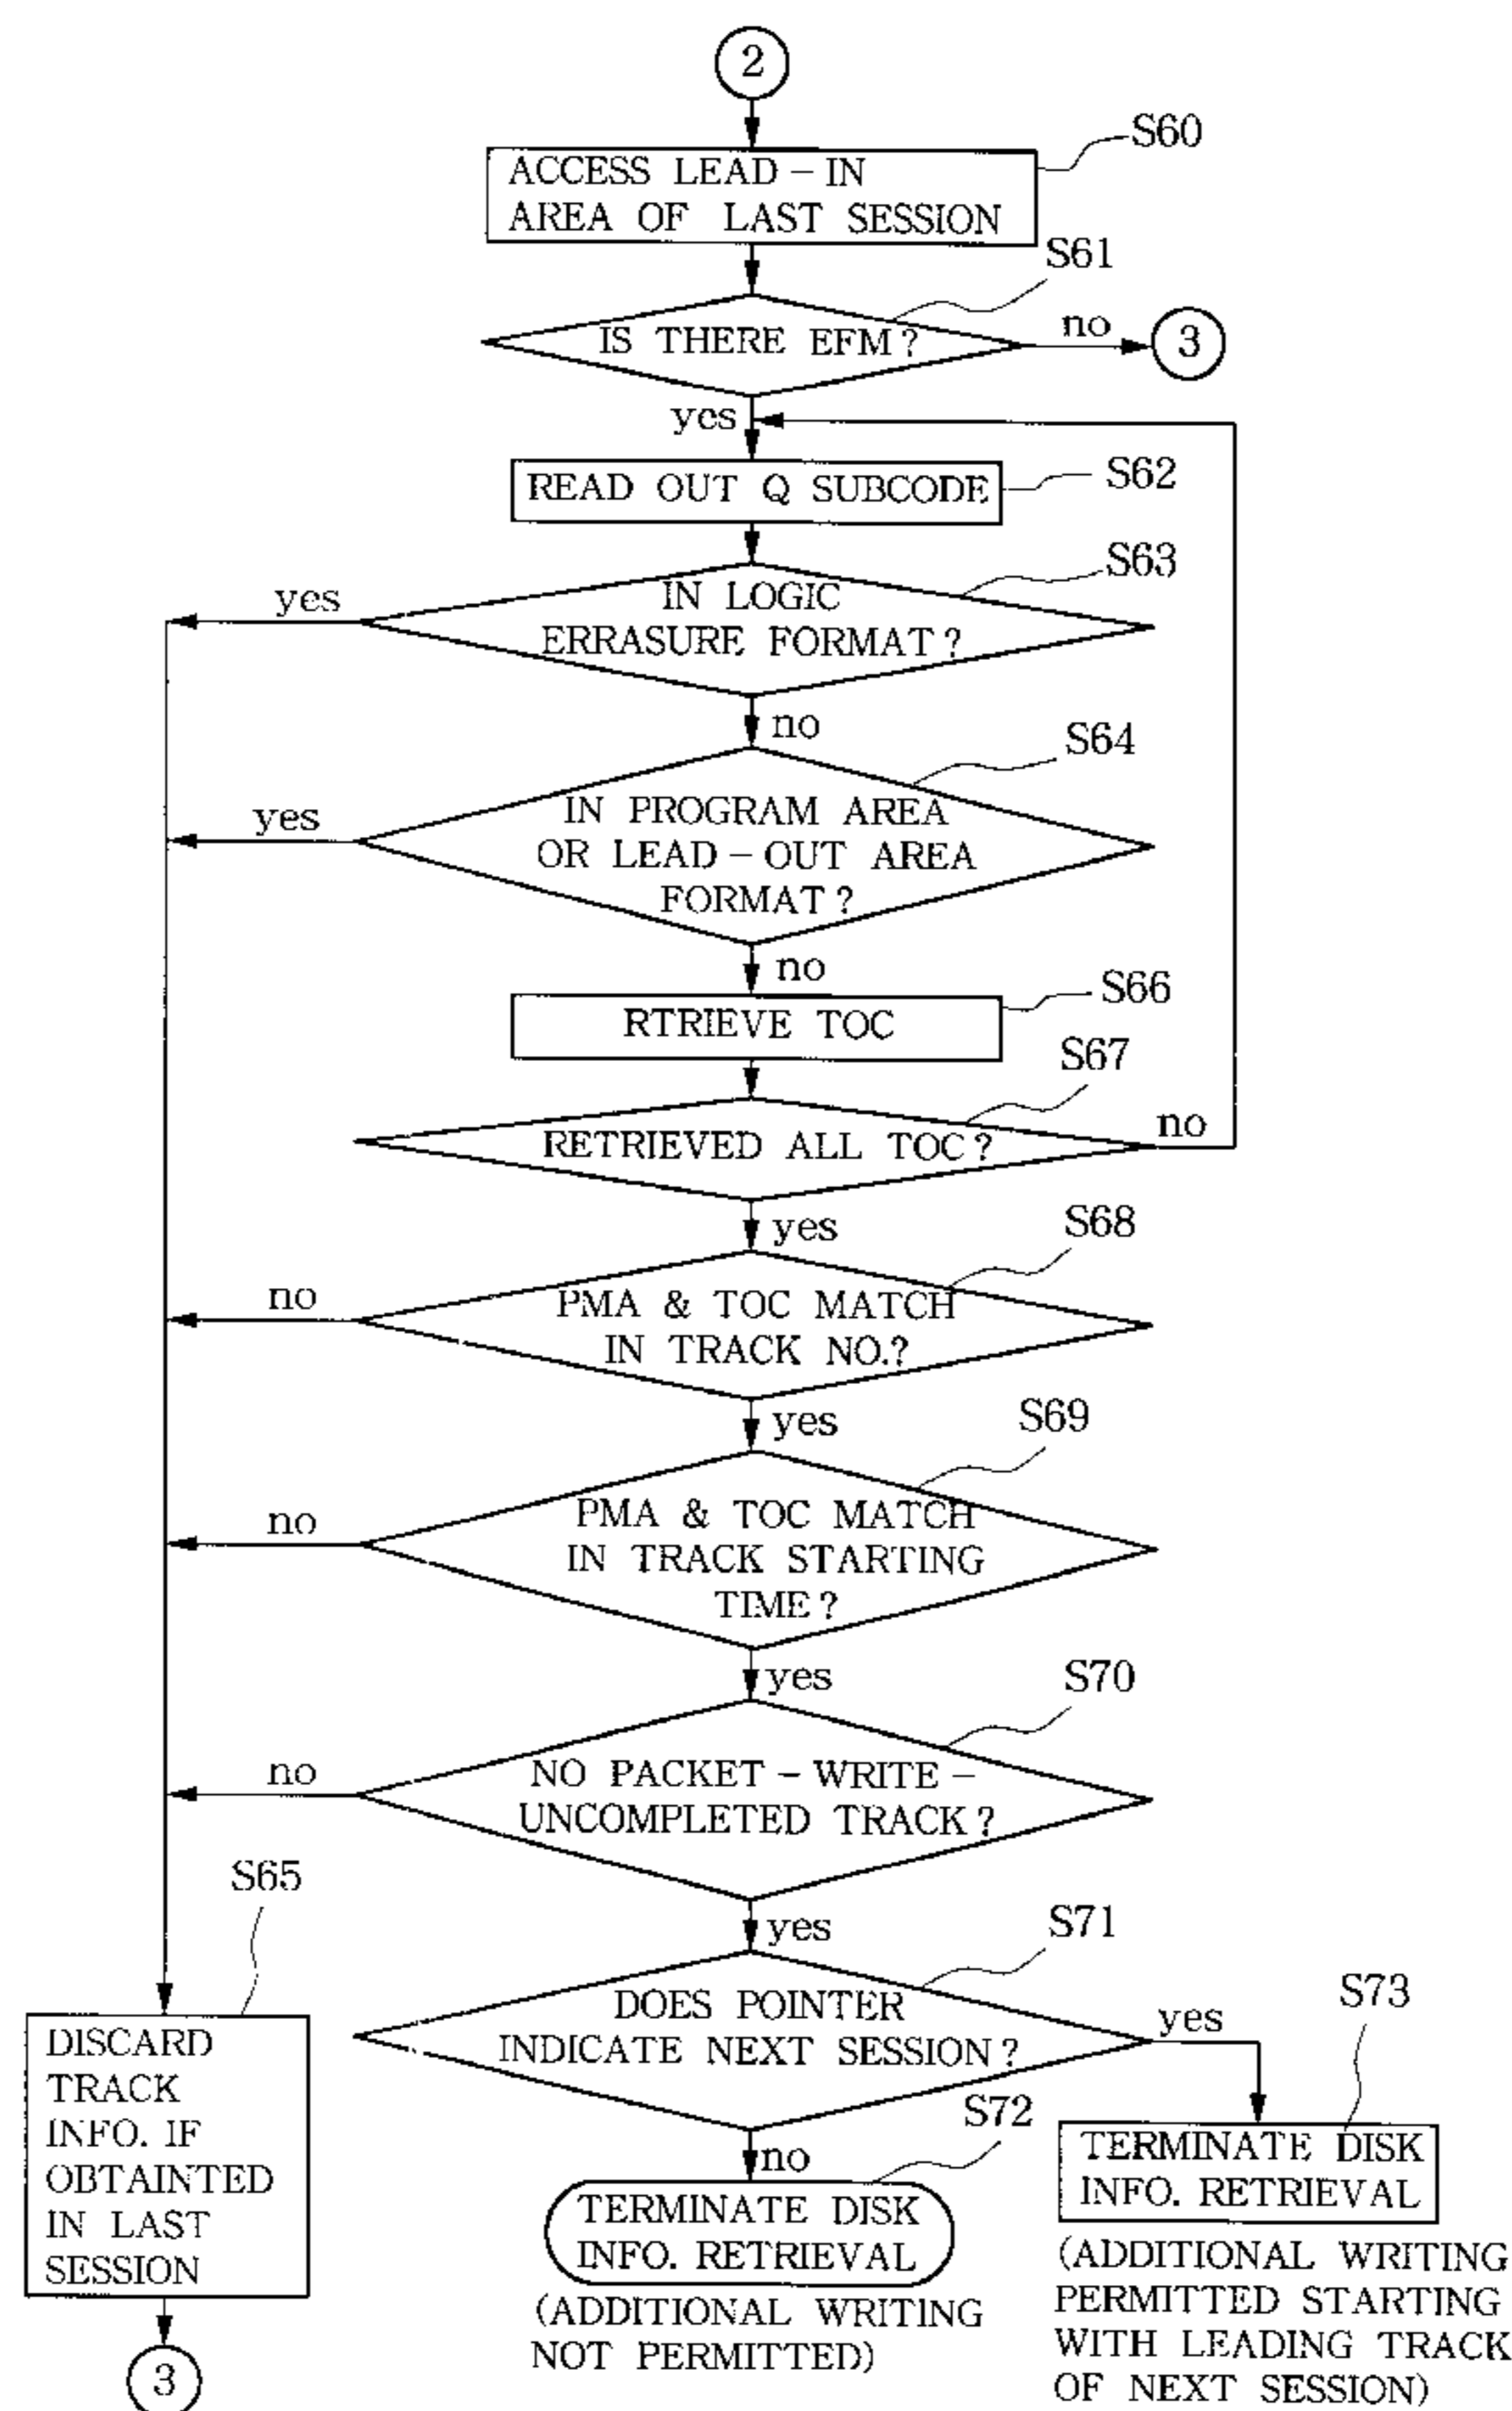 2
S60
ACCESS LEAD-IN
AREA OF LAST SESSION
S61
IS THERE EFM?
no
3
yes
READ OUT Q SUBCODE
S62
S63
yes
IN LOGIC
ERRASURE FORMAT?
no
S64
yes
IN PROGRAM AREA
OR LEAD-OUT AREA
FORMAT?
no
S66
RTRIEVE TOC
S67
RETRIEVED ALL TOC?
no
yes
S68
no
PMA & TOC MATCH
IN TRACK NO.?
yes
S69
no
PMA & TOC MATCH
IN TRACK STARTING
TIME?
yes
S70
no
NO PACKET-WRITE-
UNCOMPLETED TRACK?
yes
S65
S71
DOES POINTER
INDICATE NEXT SESSION?
yes
S73
DISCARD
TRACK
INFO. IF
OBTAINTED
IN LAST
SESSION
3
no
S72
TERMINATE DISK
INFO. RETRIEVAL
(ADDITIONAL WRITING
NOT PERMITTED)
TERMINATE DISK
INFO. RETRIEVAL
(ADDITIONAL WRITING
PERMITTED STARTING
WITH LEADING TRACK
OF NEXT SESSION)